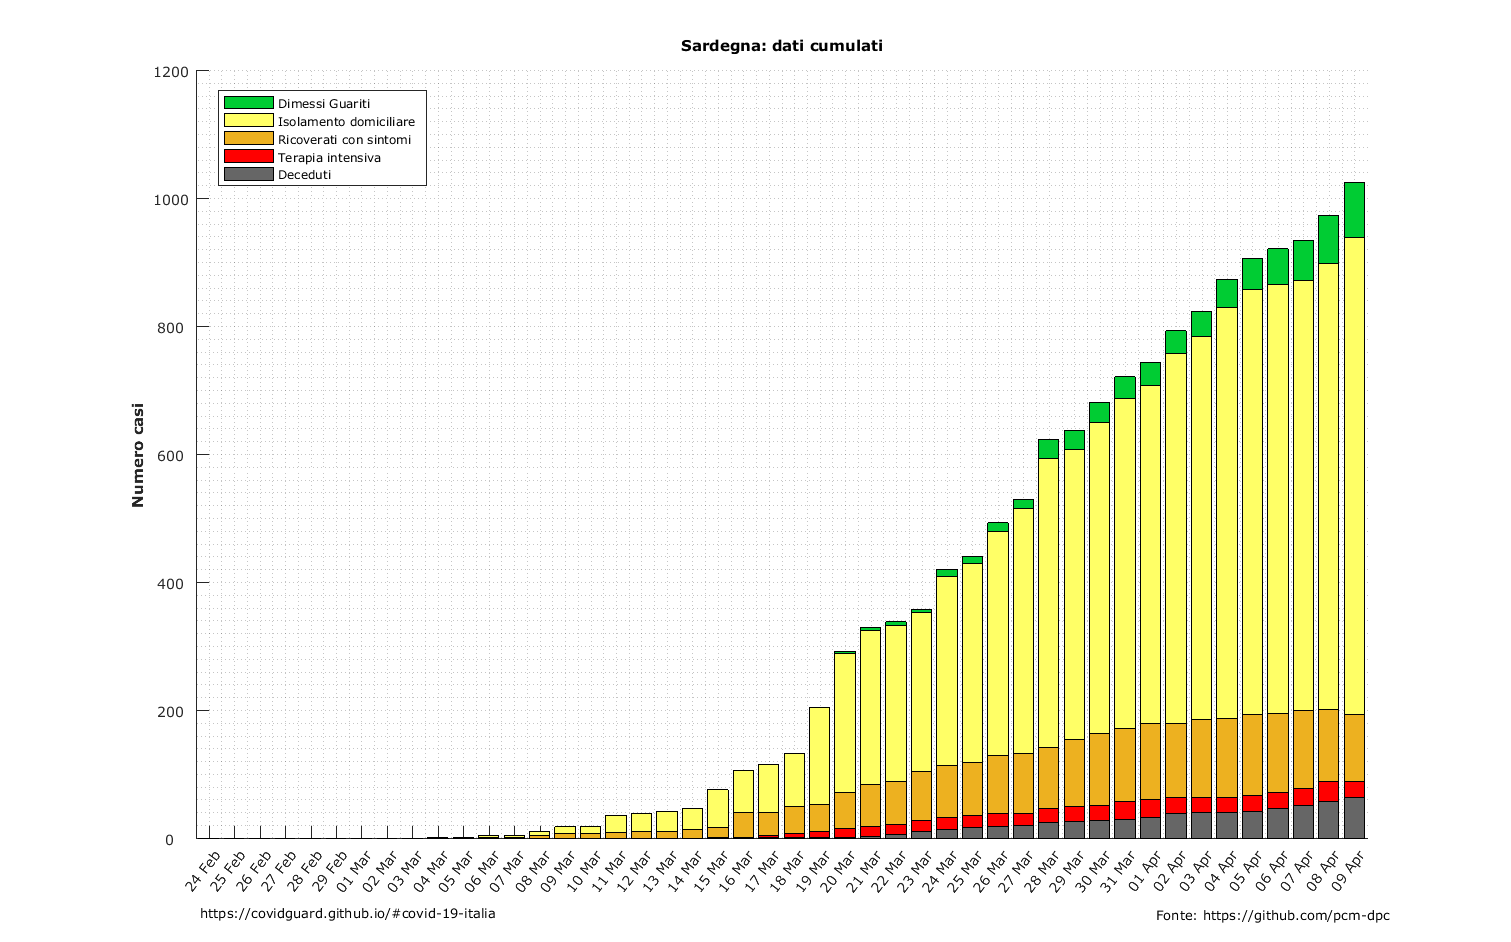 Sardegna: dati cumulati
1200
1000
800
600
400
200
0
Numero casi
Dimessi Guariti
Isolamento domiciliare
Ricoverati con sintomi
Terapia intensiva
Deceduti
24 Feb
25 Feb
26 Feb
27 Feb
28 Feb
29 Feb
01 Mar
02 Mar
03 Mar
04 Mar
05 Mar
06 Mar
07 Mar
08 Mar
09 Mar
10 Mar
11 Mar
12 Mar
13 Mar
14 Mar
15 Mar
16 Mar
17 Mar
18 Mar
19 Mar
20 Mar
21 Mar
22 Mar
23 Mar
24 Mar
25 Mar
26 Mar
27 Mar
28 Mar
29 Mar
30 Mar
31 Mar
01 Apr
02 Apr
03 Apr
04 Apr
05 Apr
06 Apr
07 Apr
08 Apr
09 Apr
https://covidguard.github.io/#covid-19-italia
Fonte: https://github.com/pcm-dpc